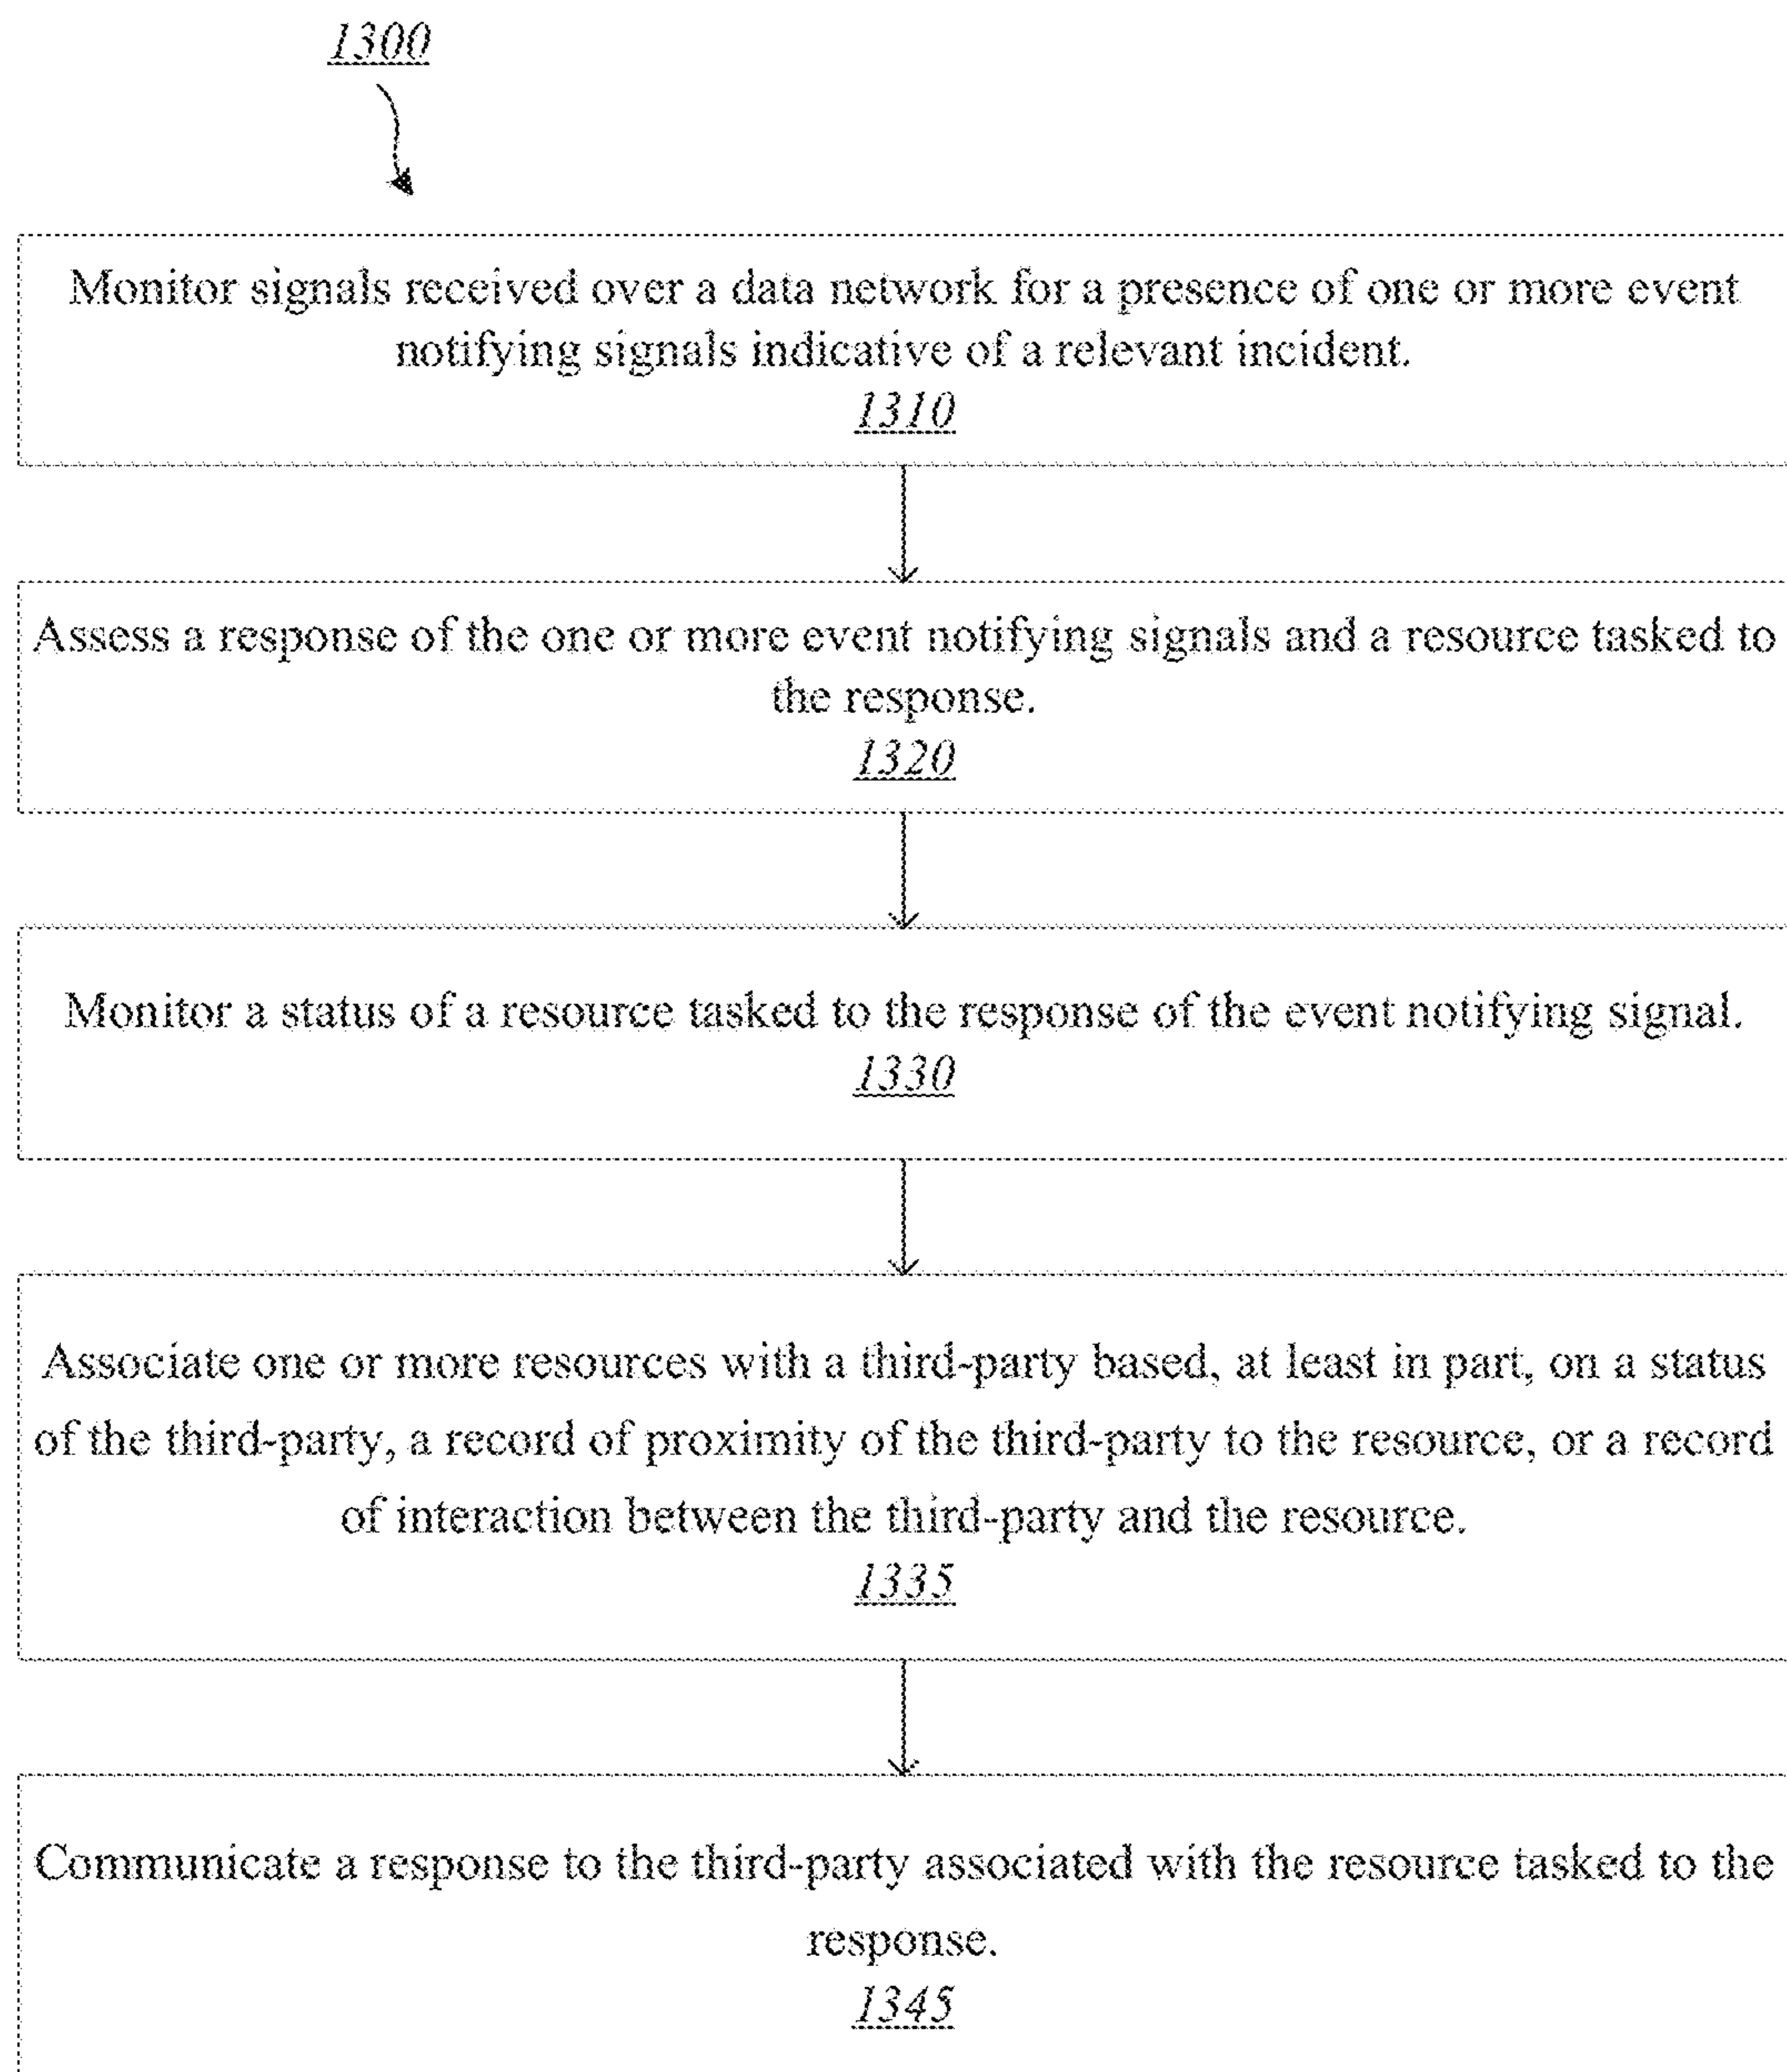 1300
Monitor signals received over a data network for a presence of one or more event
notifying signals indicative of a relevant incident.
1310
Assess a response of the one or more event notifying signals and a resource tasked to
the response.
1320
Monitor a status of a resource tasked to the response of the event notifying signal.
1330
Associate one or more resources with a third-party based, at least in part, on a status
of the third-party, a record of proximity of the third-party to the resource, or a record
of interaction between the third-party and the resource.
1335
Communicate a response to the third-party associated with the resource tasked to the
response.
1345